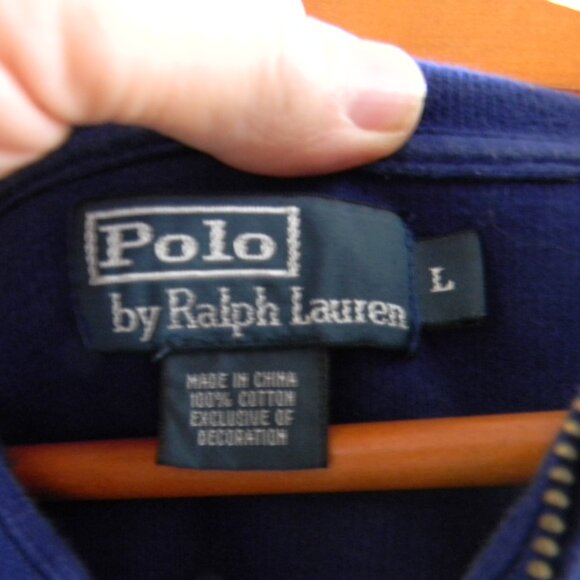 Polo
by Ralph Lauren
L
MADE IN CHINA
100% COTTON
EXCLUSIVE OF
DECORATION